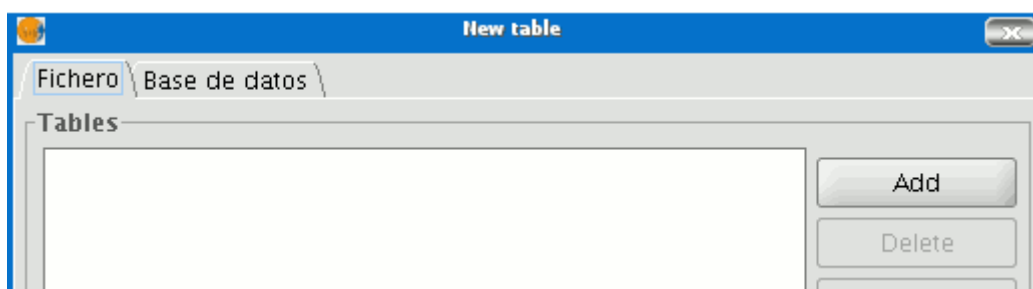 New table
Fichero Base de datos
Tables
Add
Delete